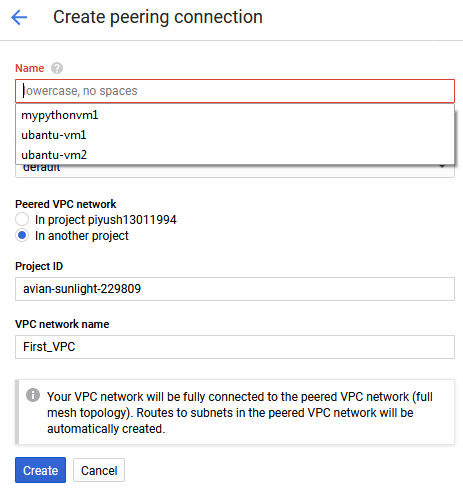 Create peering connection
Name
lowercase, no spaces
mypythonvm1
ubantu-vm1
ubantu-vm2
default
Peered VPC network
In project piyush13011994
In another project
Project ID
avian-sunlight-229809
VPC network name
First_VPC
Your VPC network will be fully connected to the peered VPC network (full
mesh topology). Routes to subnets in the peered VPC network will be
automatically created.
Create Cancel